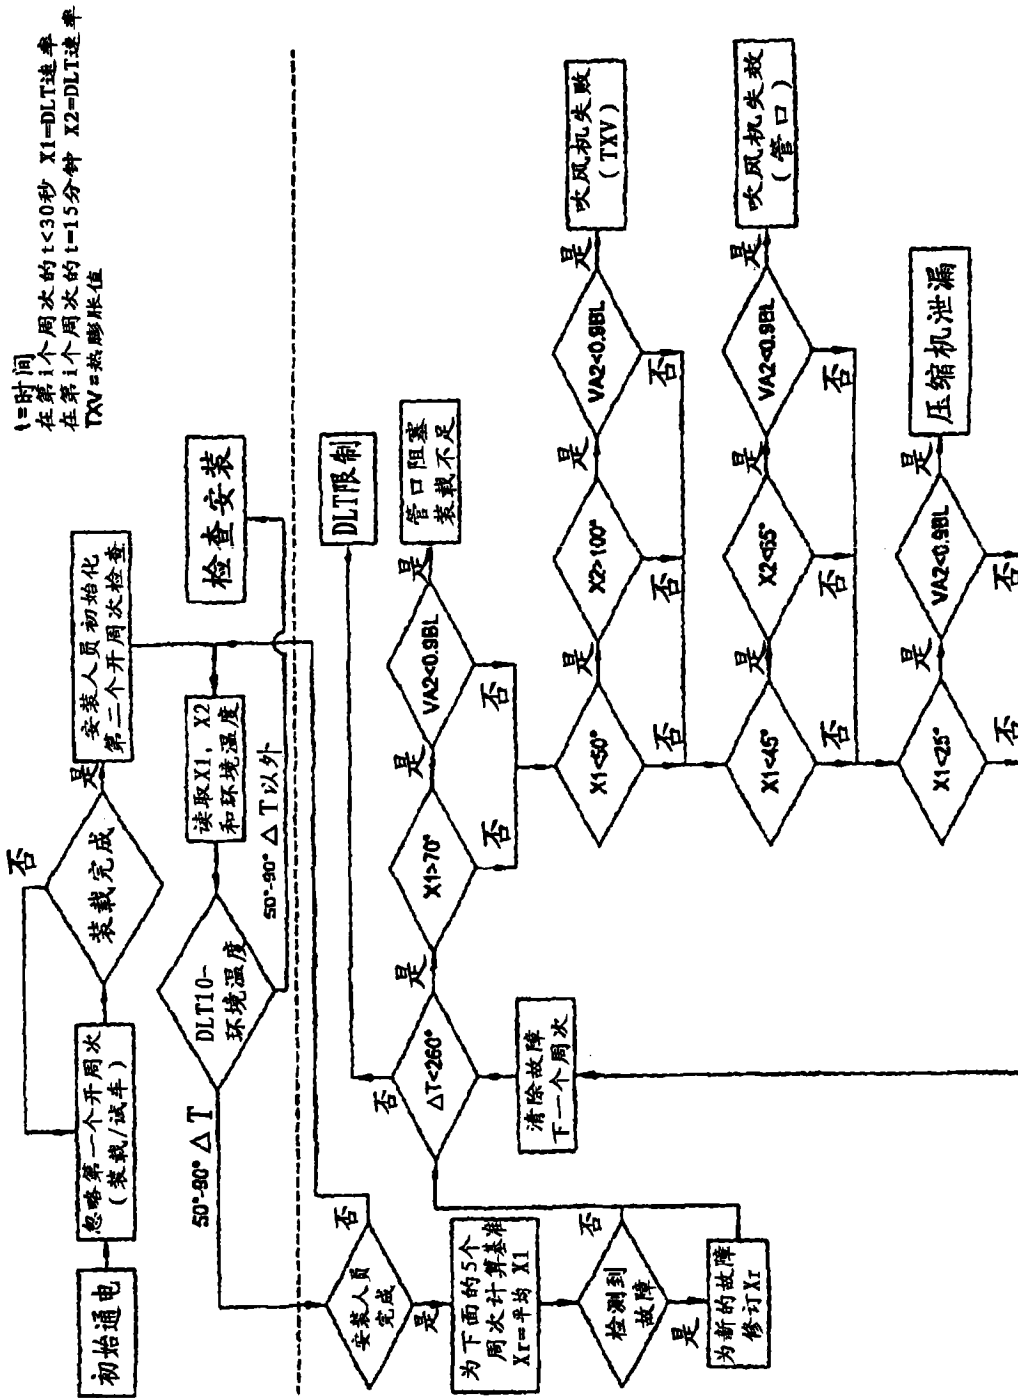 t=时间
在第i个周次的t<30秒 X1=DLT速率
在第i个周次的t=15分钟 X2=DLT速率
TXV=热膨胀值
初始通电
忽略第一个开周次
(装载/试车)
装载完成
否
是
安装人员初始化
第二个开周次检查
读取X1, X2
和环境温度
DLT10-
环境温度
50°-90° △T以外
检查安装
50°-90° △T
安装人员
完成
否
是
为下面的5个
周次计算基准
Xr=平均 X1
检测到
故障
否
是
为新的故障
修订Xr
清除故障
下一个周次
△T<260°
否
DLT限制
是
X1>70°
是
否
VA2<0.9BL
是
否
管口阻塞
装载不足
X1<50°
是
否
X2>100°
是
否
VA2<0.9BL
是
否
吹风机失败
(TXV)
X1<45°
是
否
X2<65°
是
否
VA2<0.9BL
是
否
吹风机失效
(管口)
X1<25°
是
否
VA2<0.9BL
是
否
压缩机泄漏